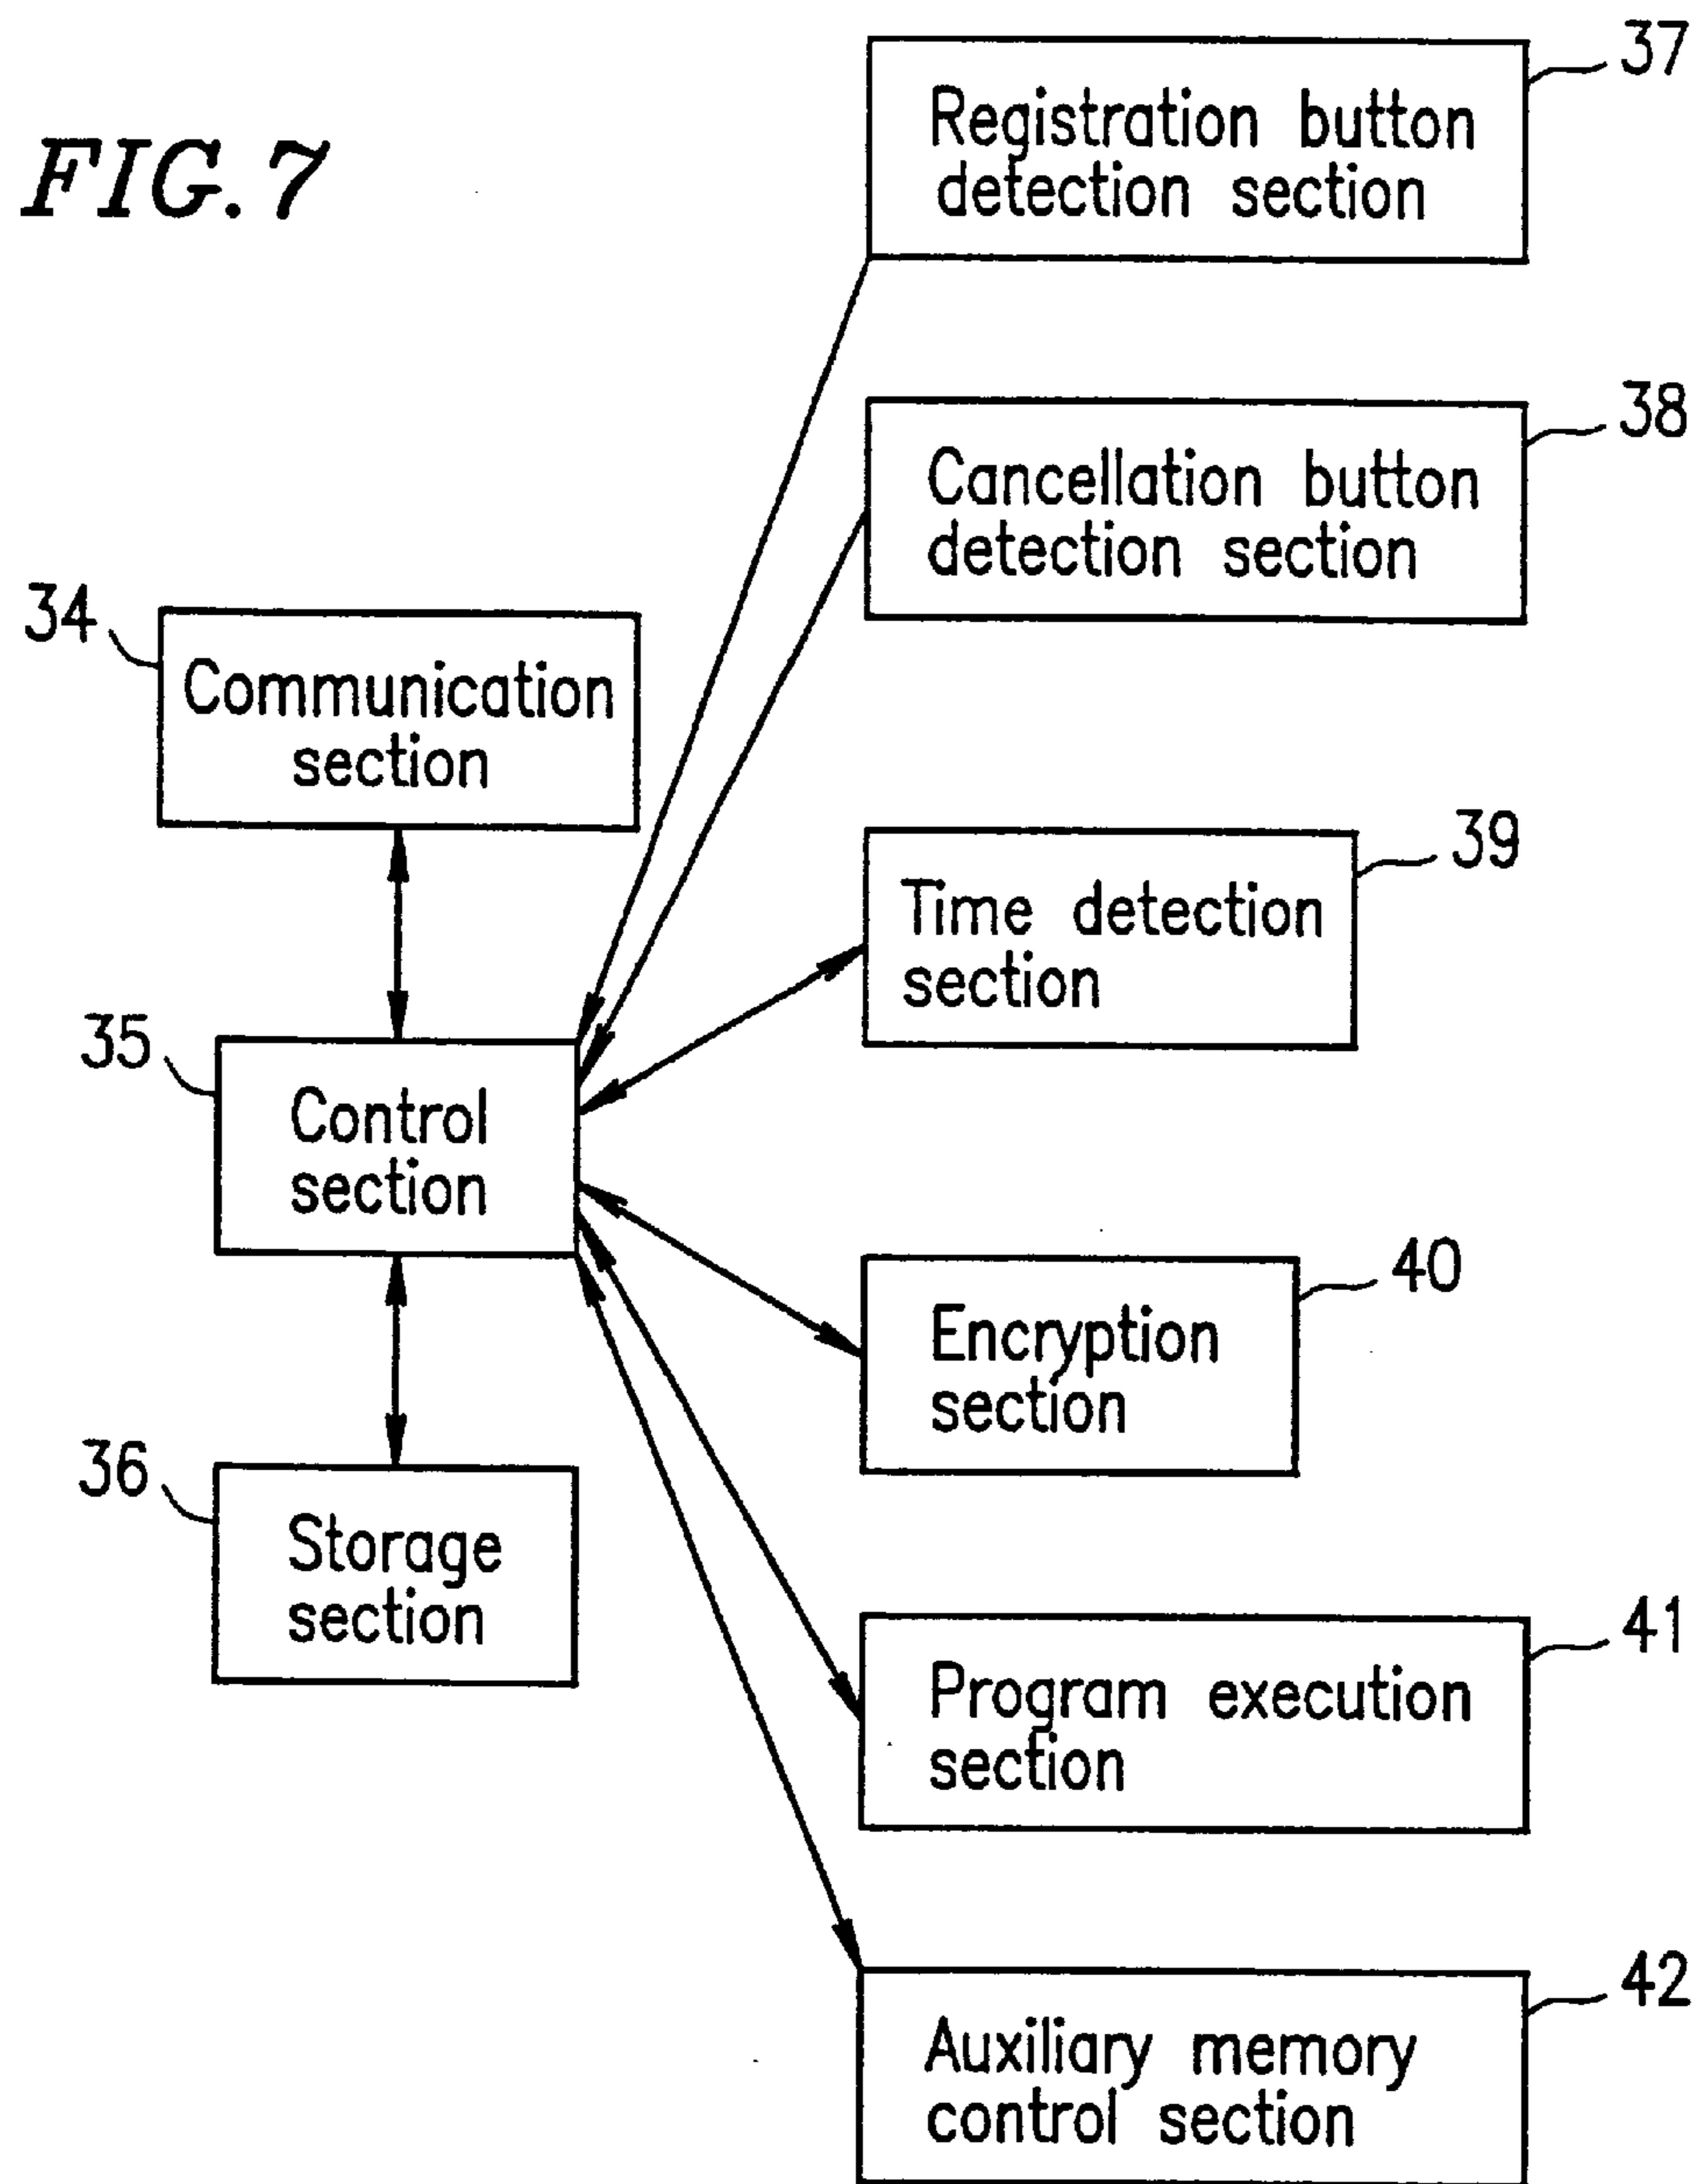 FIG. 7
37
Registration button
detection section
38
Cancellation button
detection section
34
Communication
section
39
Time detection
section
35
Control
section
40
Encryption
section
36
Storage
section
41
Program execution
section
42
Auxiliary memory
control section